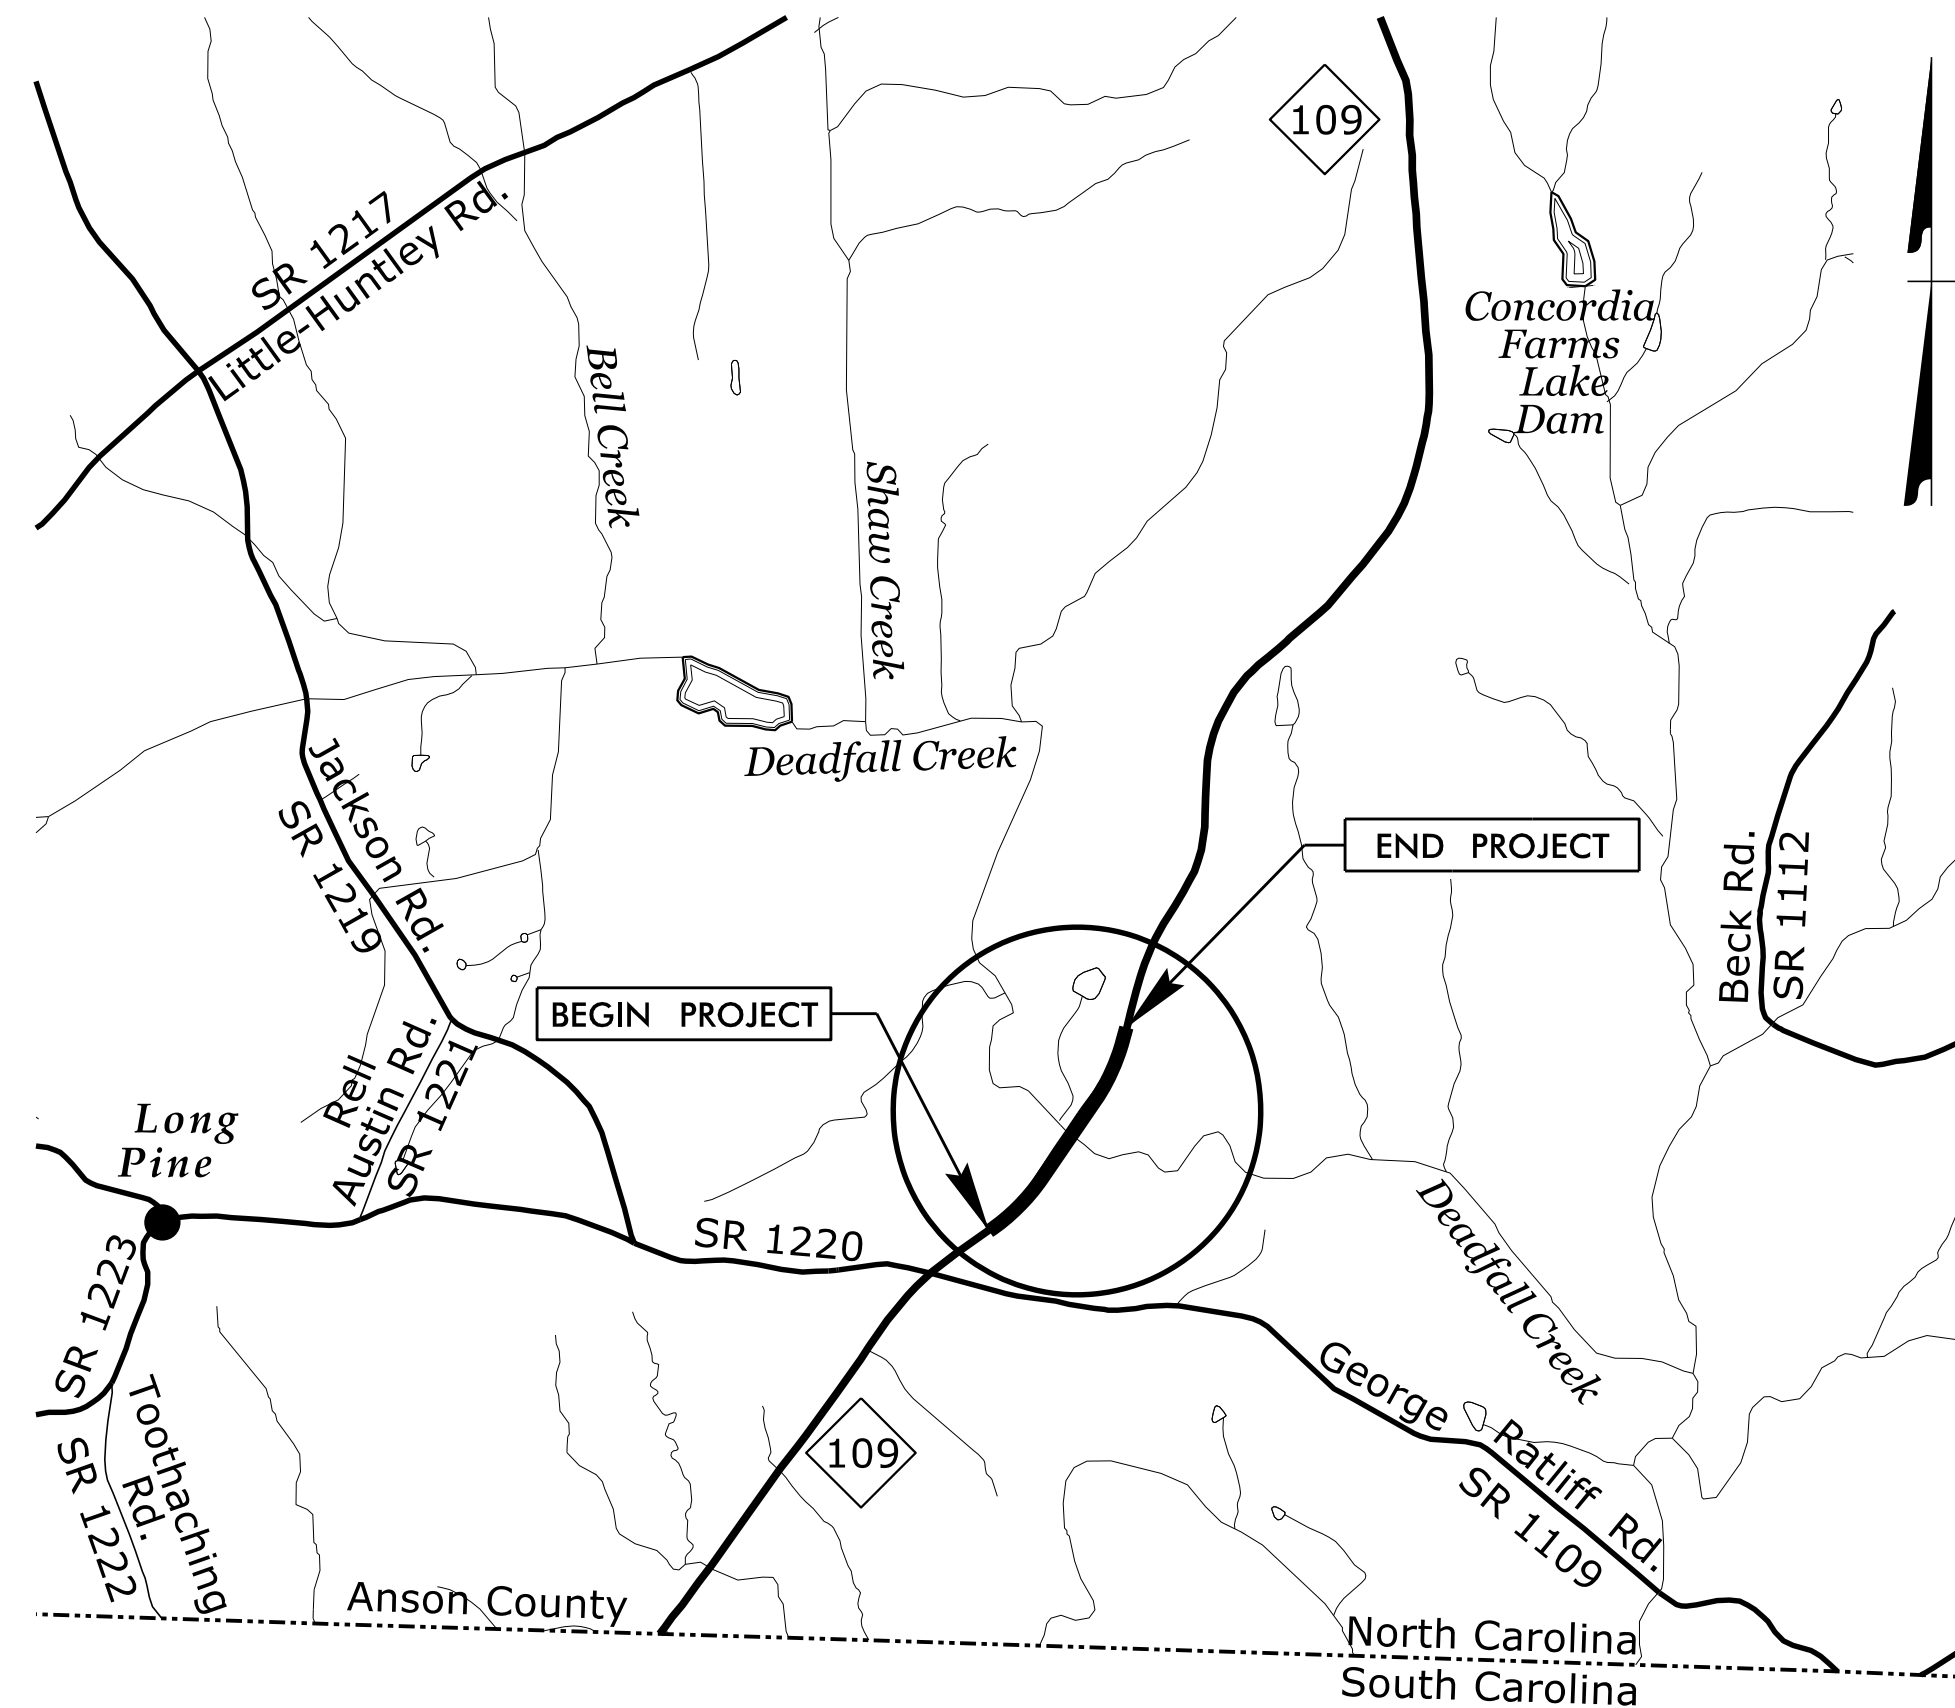 109
SR 1217
Little-Huntley Rd.
Concordia
Farms
Lake
Dam
Bell Creek
Shaw Creek
Deadfall Creek
Jackson Rd.
SR 1219
END PROJECT
Beck Rd.
SR 1112
BEGIN PROJECT
Rell
Austin Rd.
SR 1221
Long
Pine
SR 1220
SR 1223
Deadfall Creek
George Ratliff Rd.
SR 1109
Toothaching
Rd.
SR 1222
109
Anson County
North Carolina
South Carolina